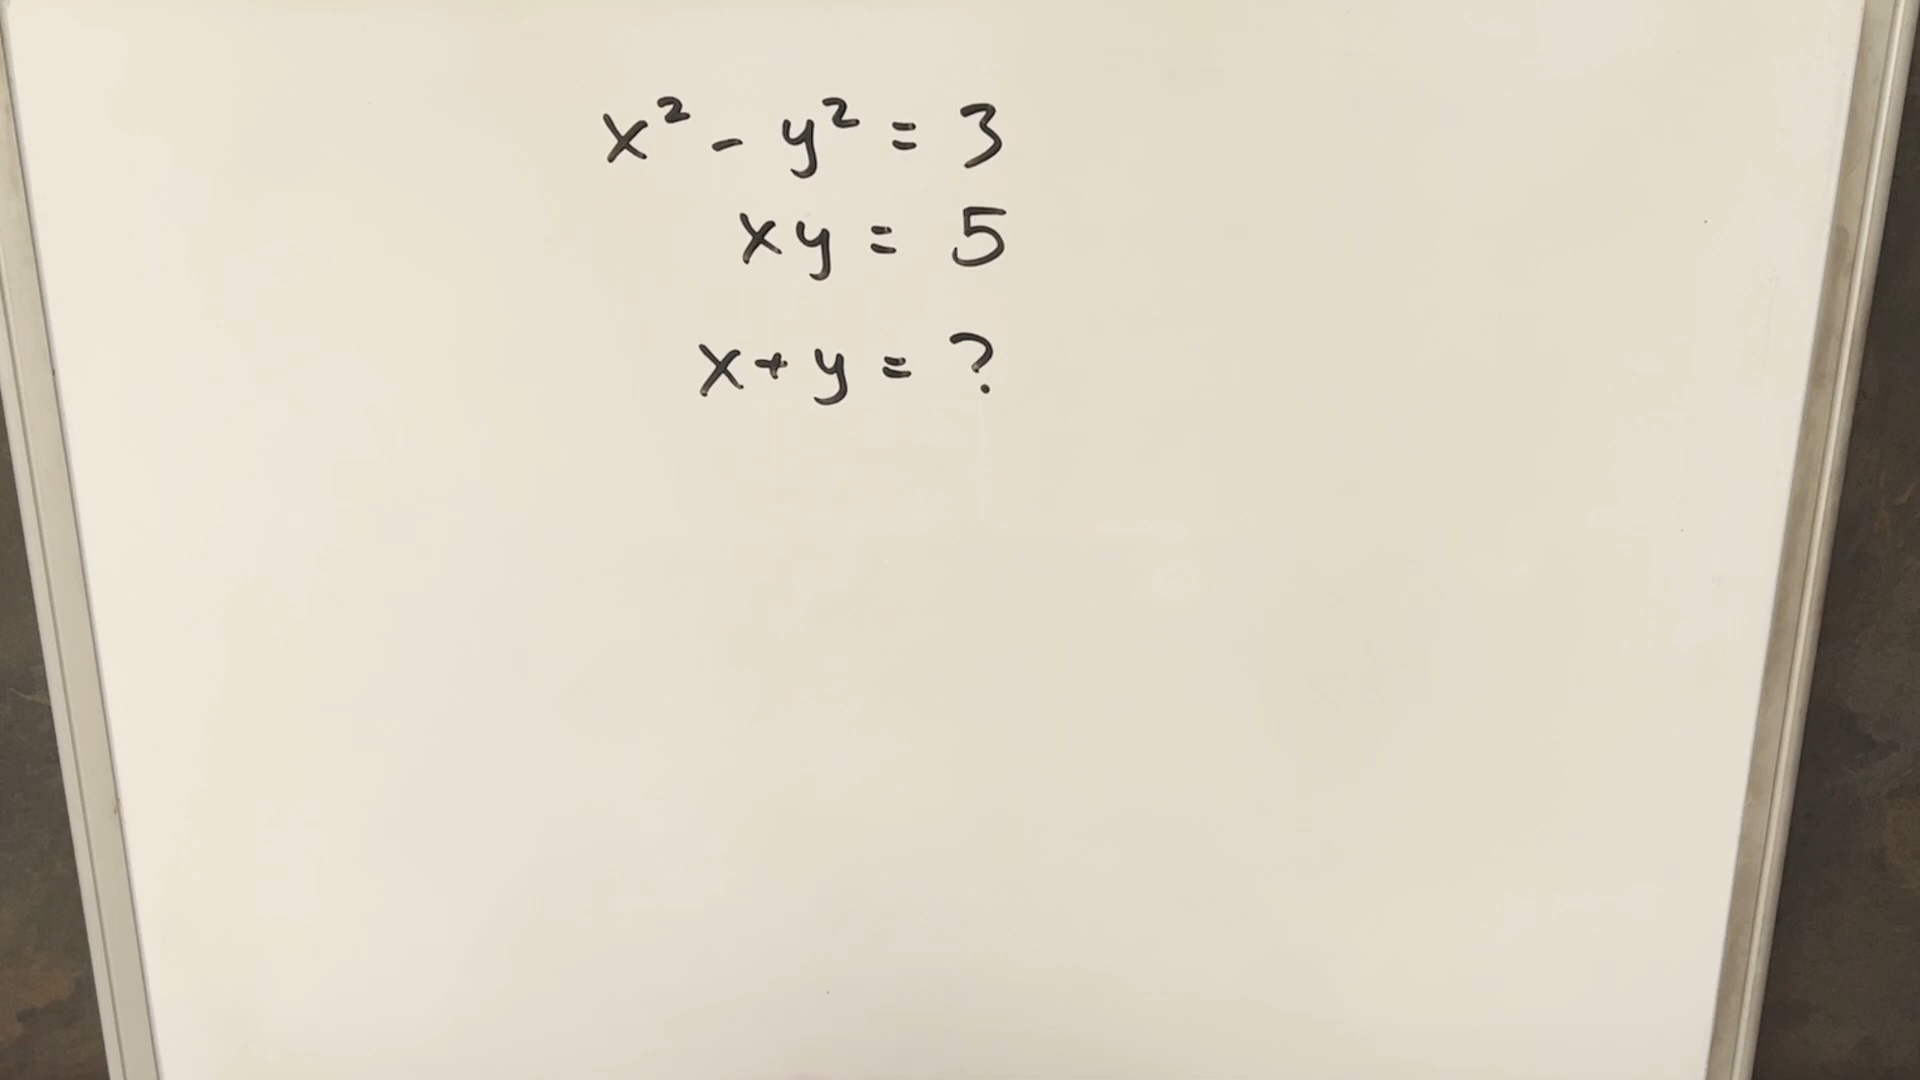 x² - y² = 3
xy = 5
x + y = ?